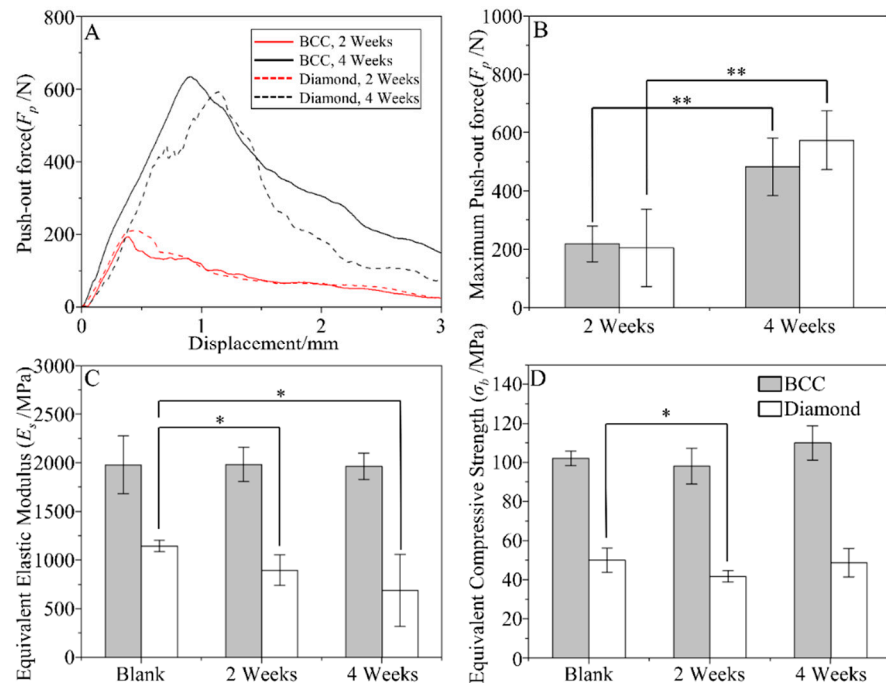 A
BCC, 2 Weeks
BCC, 4 Weeks
Diamond, 2 Weeks
Diamond, 4 Weeks
Push-out force(Fp /N)
800
600
400
200
0
0
1
2
3
Displacement/mm
B
**
**
Maximum Push-out force(Fp /N)
1000
800
600
400
200
0
2 Weeks
4 Weeks
C
*
*
Equivalent Elastic Modulus (Es /MPa)
3000
2500
2000
1500
1000
500
0
Blank
2 Weeks
4 Weeks
D
BCC
Diamond
*
Equivalent Compressive Strength (σb /MPa)
140
120
100
80
60
40
20
0
Blank
2 Weeks
4 Weeks